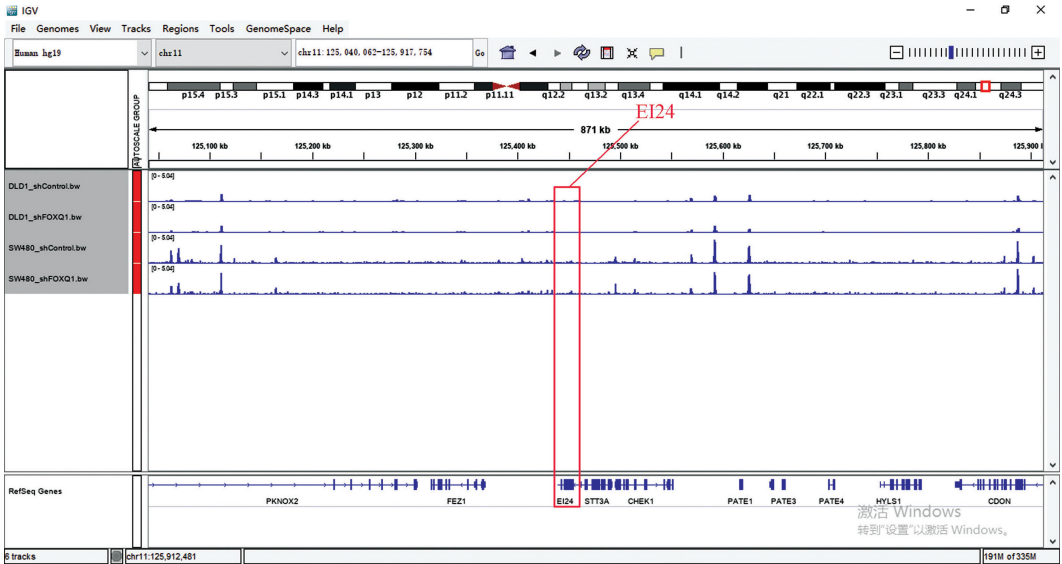 IGV
File Genomes View Tracks Regions Tools GenomeSpace Help
Human hg19 chr11 chr11:125,040,062-125,917,754 Go
p15.4 p15.3 p15.1 p14.3 p14.1 p13 p12 p11.2 p11.11 q12.2 q13.2 q13.4 q14.1 q14.2 q21 q22.1 q22.3 q23.1 q23.3 q24.1 q24.3
EI24
AUTOSCALE GROUP
871 kb
125,100 kb 125,200 kb 125,300 kb 125,400 kb 125,500 kb 125,600 kb 125,700 kb 125,800 kb 125,900
DLD1_shControl.bw [0 - 5.04]
DLD1_shFOXQ1.bw [0 - 5.04]
SW480_shControl.bw [0 - 5.04]
SW480_shFOXQ1.bw [0 - 5.04]
RefSeq Genes
PKNOX2 FEZ1 EI24 STT3A CHEK1 PATE1 PATE3 PATE4 HYLS1 CDON
激活 Windows
转到"设置"以激活 Windows。
6 tracks chr11:125,912,481 191M of 335M